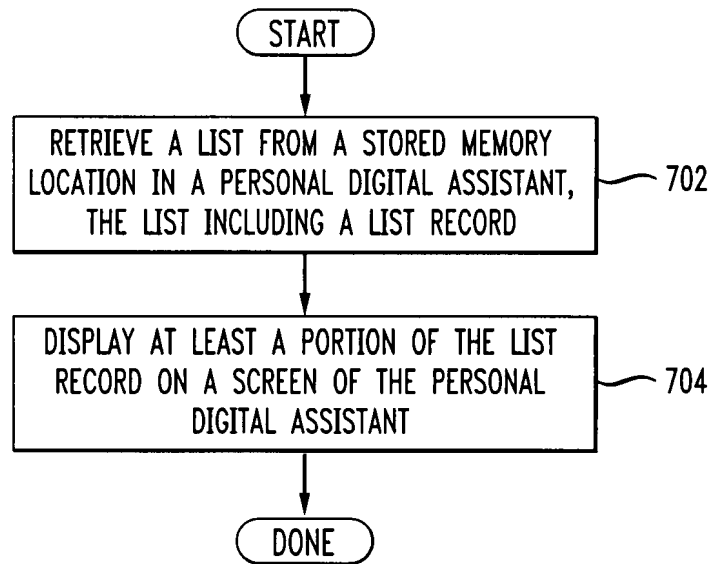 START
RETRIEVE A LIST FROM A STORED MEMORY
LOCATION IN A PERSONAL DIGITAL ASSISTANT,
THE LIST INCLUDING A LIST RECORD
702
DISPLAY AT LEAST A PORTION OF THE LIST
RECORD ON A SCREEN OF THE PERSONAL
DIGITAL ASSISTANT
704
DONE